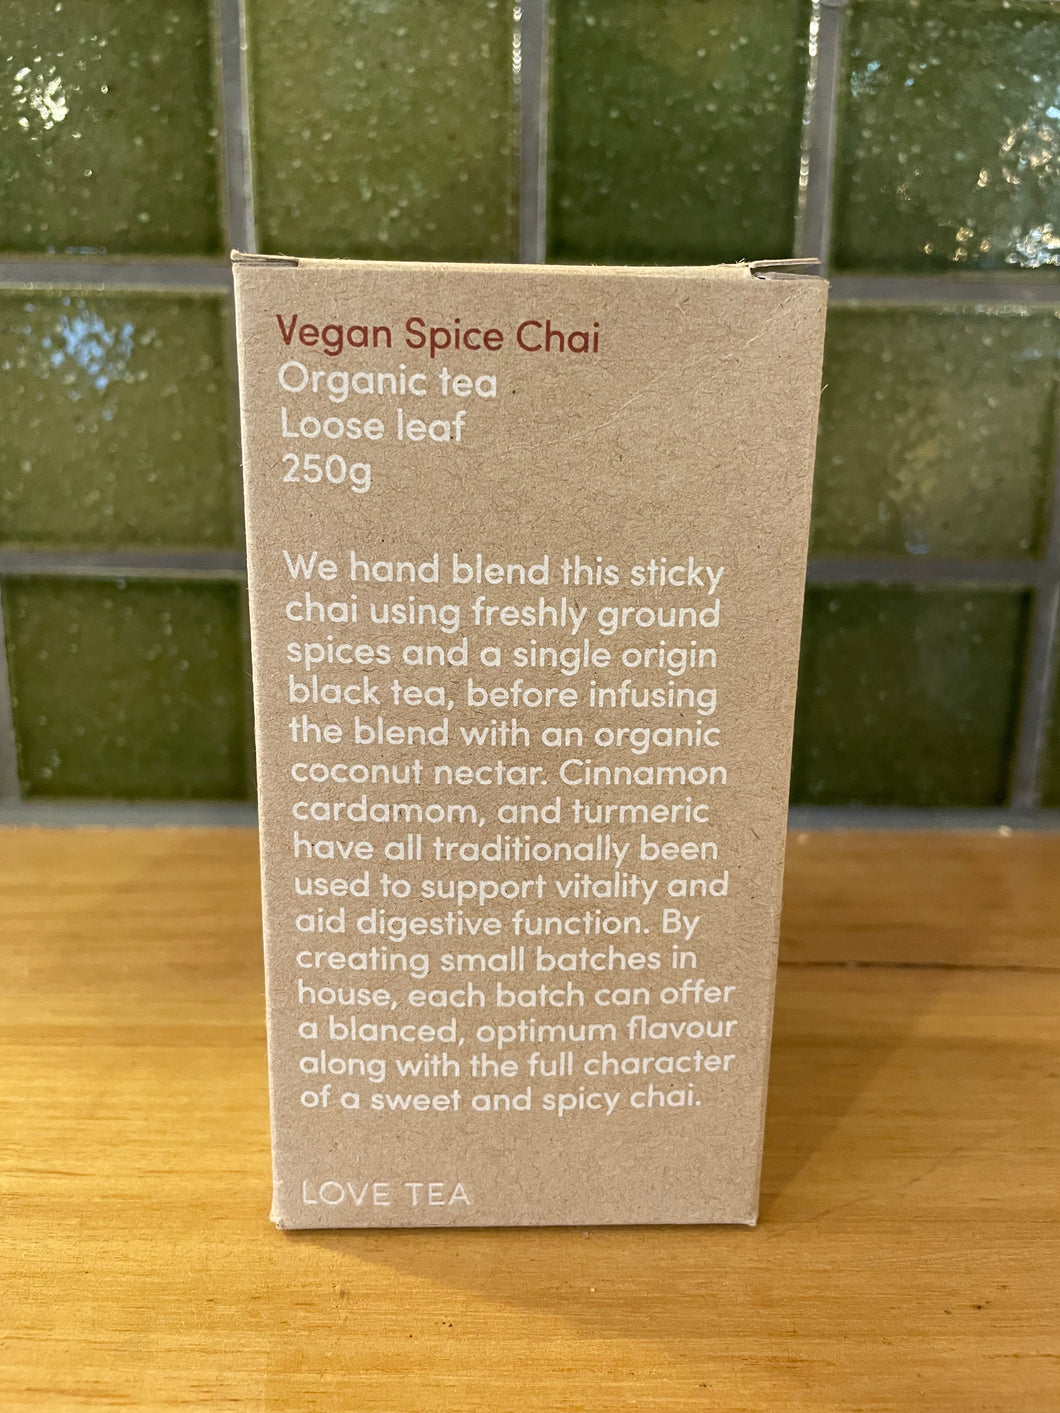 Vegan Spice Chai
Organic tea
Loose leaf
250g
We hand blend this sticky
chai using freshly ground
spices and a single origin
black tea, before infusing
the blend with an organic
coconut nectar. Cinnamon
cardamom, and turmeric
have all traditionally been
used to support vitality and
aid digestive function. By
creating small batches in
house, each batch can offer
a blanced, optimum flavour
along with the full character
of a sweet and spicy chai.
LOVE TEA